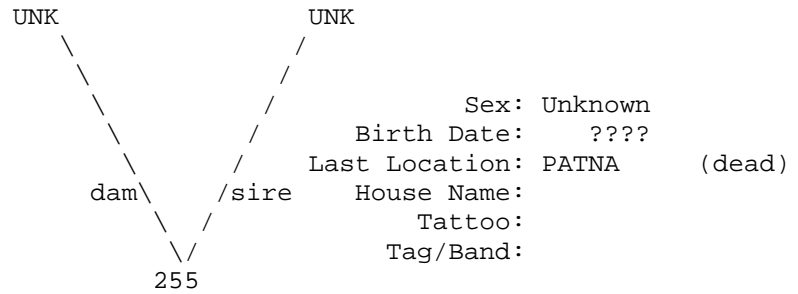 UNK UNK
Sex: Unknown
Birth Date: ????
Last Location: PATNA (dead)
dam\ /sire House Name:
Tattoo:
Tag/Band:
255